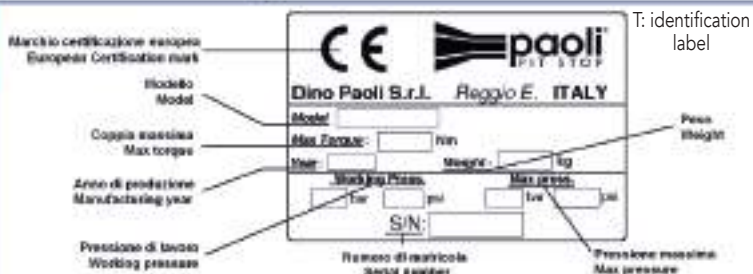 T: identification
label
Marchio certificazione europea
European Certification mark
CE
paoli
PIT STOP
Dino Paoli S.r.l. Reggio E. ITALY
Modello
Model
Model
Coppia massima
Max torque
Max Torque: Nm
Peso
Weight
Year: Weight: kg
Anno di produzione
Manufacturing year
Working Press. Max press.
bar psi bar psi
S/N:
Pressione di lavoro
Working pressure
Numero di matricola
Serial number
Pressione massima
Max pressure